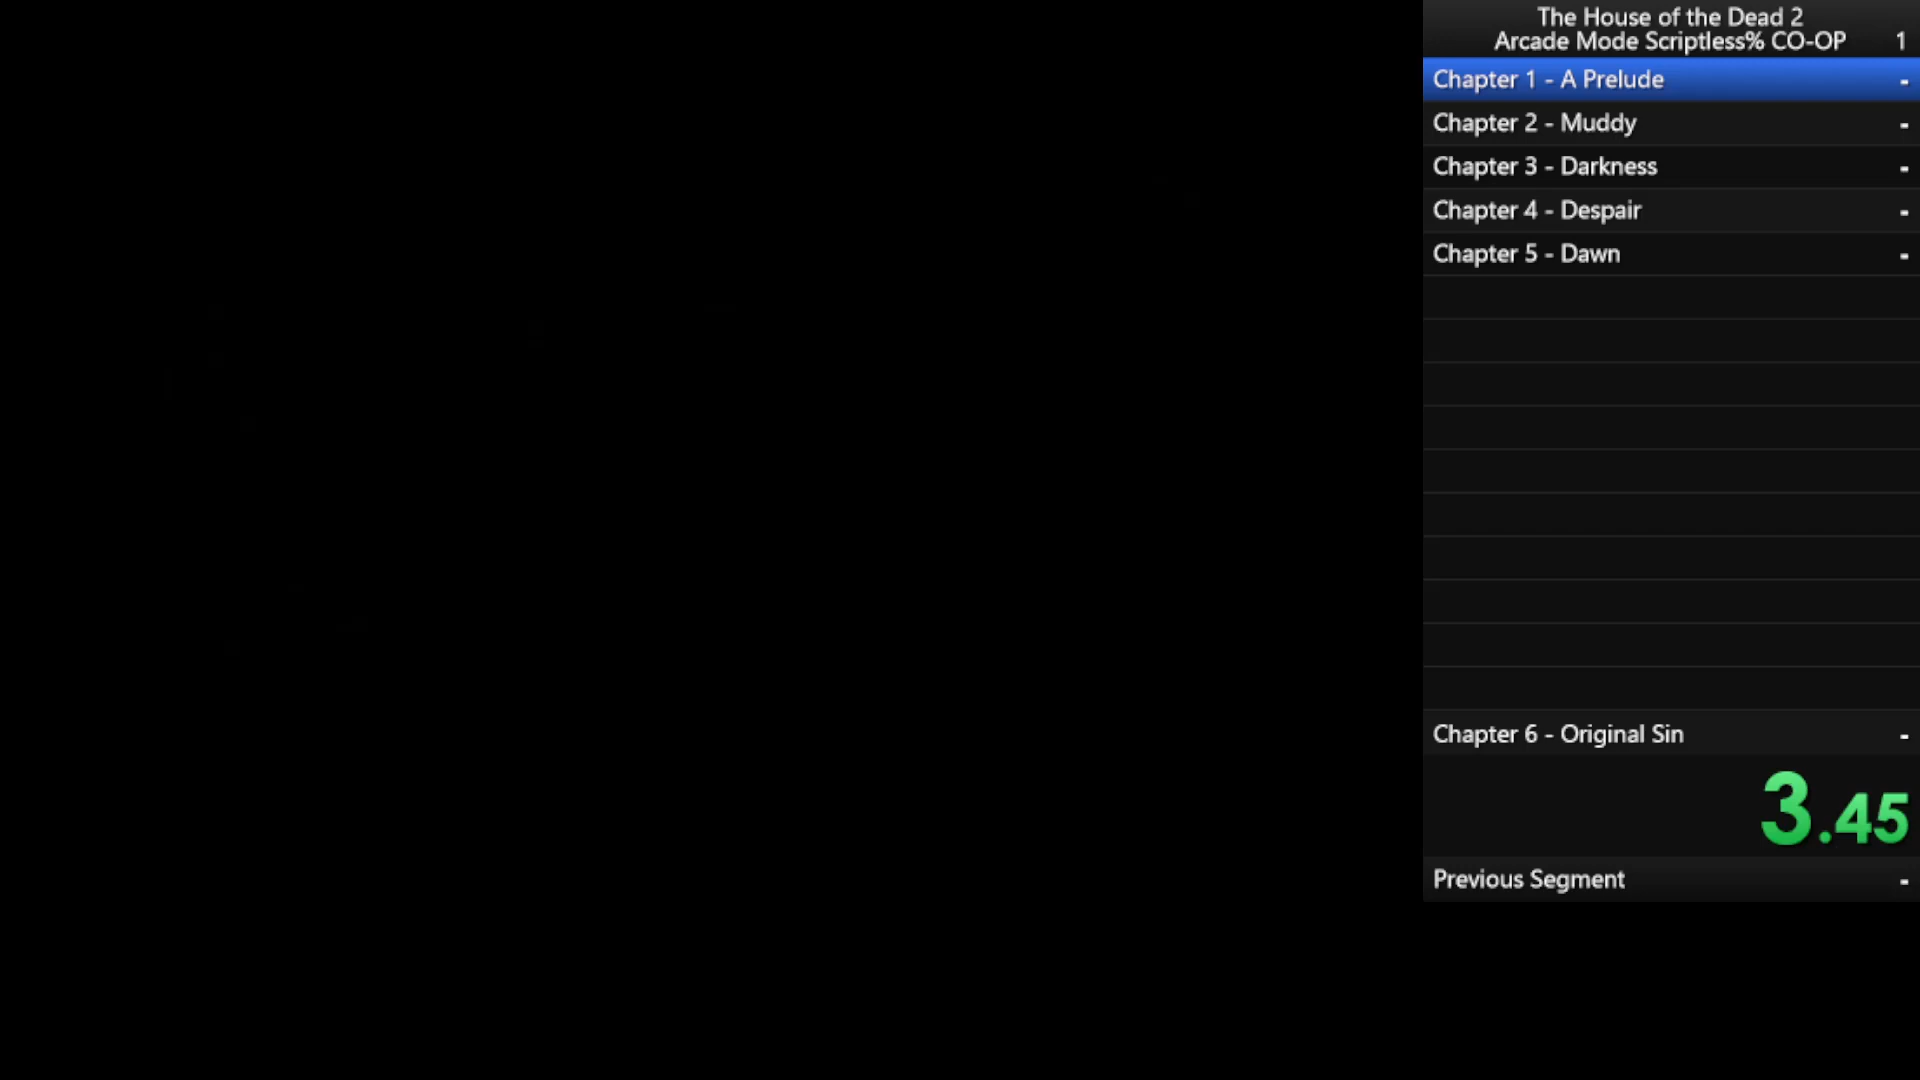 The House of the Dead 2
Arcade Mode Scriptless% CO-OP 1
Chapter 1 - A Prelude -
Chapter 2 - Muddy -
Chapter 3 - Darkness -
Chapter 4 - Despair -
Chapter 5 - Dawn -
Chapter 6 - Original Sin -
3.45
Previous Segment -